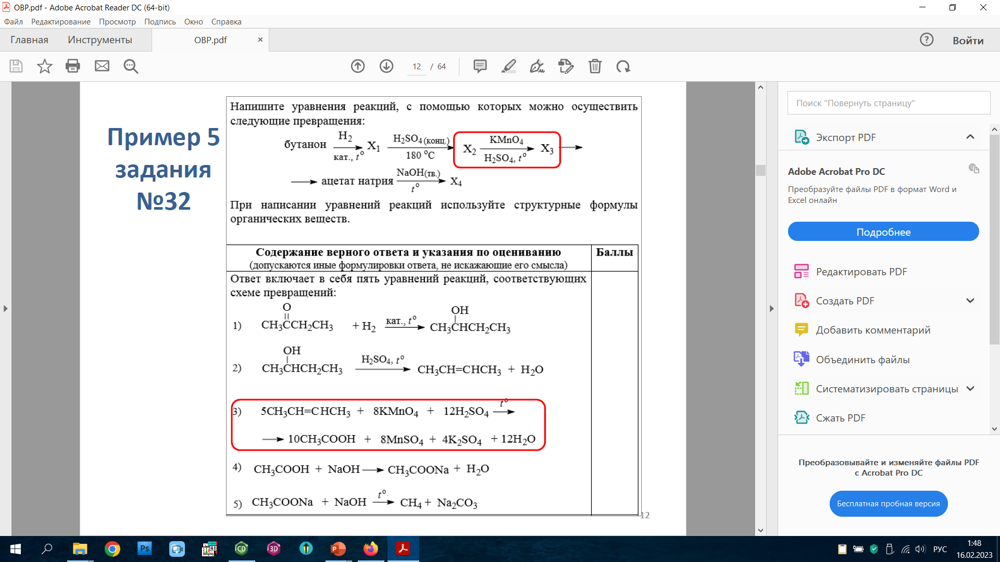 OBP.pdf - Adobe Acrobat Reader DC (64-bit)
Файл Редактирование Просмотр Подпись Окно Справка
Главная Инструменты OBP.pdf × ? Войти
12 / 64
Напишите уравнения реакций, с помощью которых можно осуществить
следующие превращения:
бутанон H₂ кат., t° X₁ H₂SO₄ (конц.) 180 °C X₂ KMnO₄ H₂SO₄, t° X₃ →
→ ацетат натрия NaOH(тв.) t° X₄
При написании уравнений реакций используйте структурные формулы
органических веществ.
Пример 5
задания
№32
Содержание верного ответа и указания по оцениванию Баллы
(допускаются иные формулировки ответа, не искажающие его смысла)
Ответ включает в себя пять уравнений реакций, соответствующих
схеме превращений:
O OH
1) CH₃CCH₂CH₃ + H₂ кат., t° → CH₃CHCH₂CH₃
OH
2) CH₃CHCH₂CH₃ H₂SO₄, t° → CH₃CH=CHCH₃ + H₂O
3) 5CH₃CH=CHCH₃ + 8KMnO₄ + 12H₂SO₄ t° →
→ 10CH₃COOH + 8MnSO₄ + 4K₂SO₄ + 12H₂O
4) CH₃COOH + NaOH → CH₃COONa + H₂O
5) CH₃COONa + NaOH t° → CH₄ + Na₂CO₃
12
Поиск "Повернуть страницу"
Экспорт PDF
Adobe Acrobat Pro DC
Преобразуйте файлы PDF в формат Word и
Excel онлайн
Подробнее
Редактировать PDF
Создать PDF
Добавить комментарий
Объединить файлы
Систематизировать страницы
Сжать PDF
Преобразовывайте и изменяйте файлы PDF
с Acrobat Pro DC
Бесплатная пробная версия
Ps CD 3D P РУС 1:48
16.02.2023